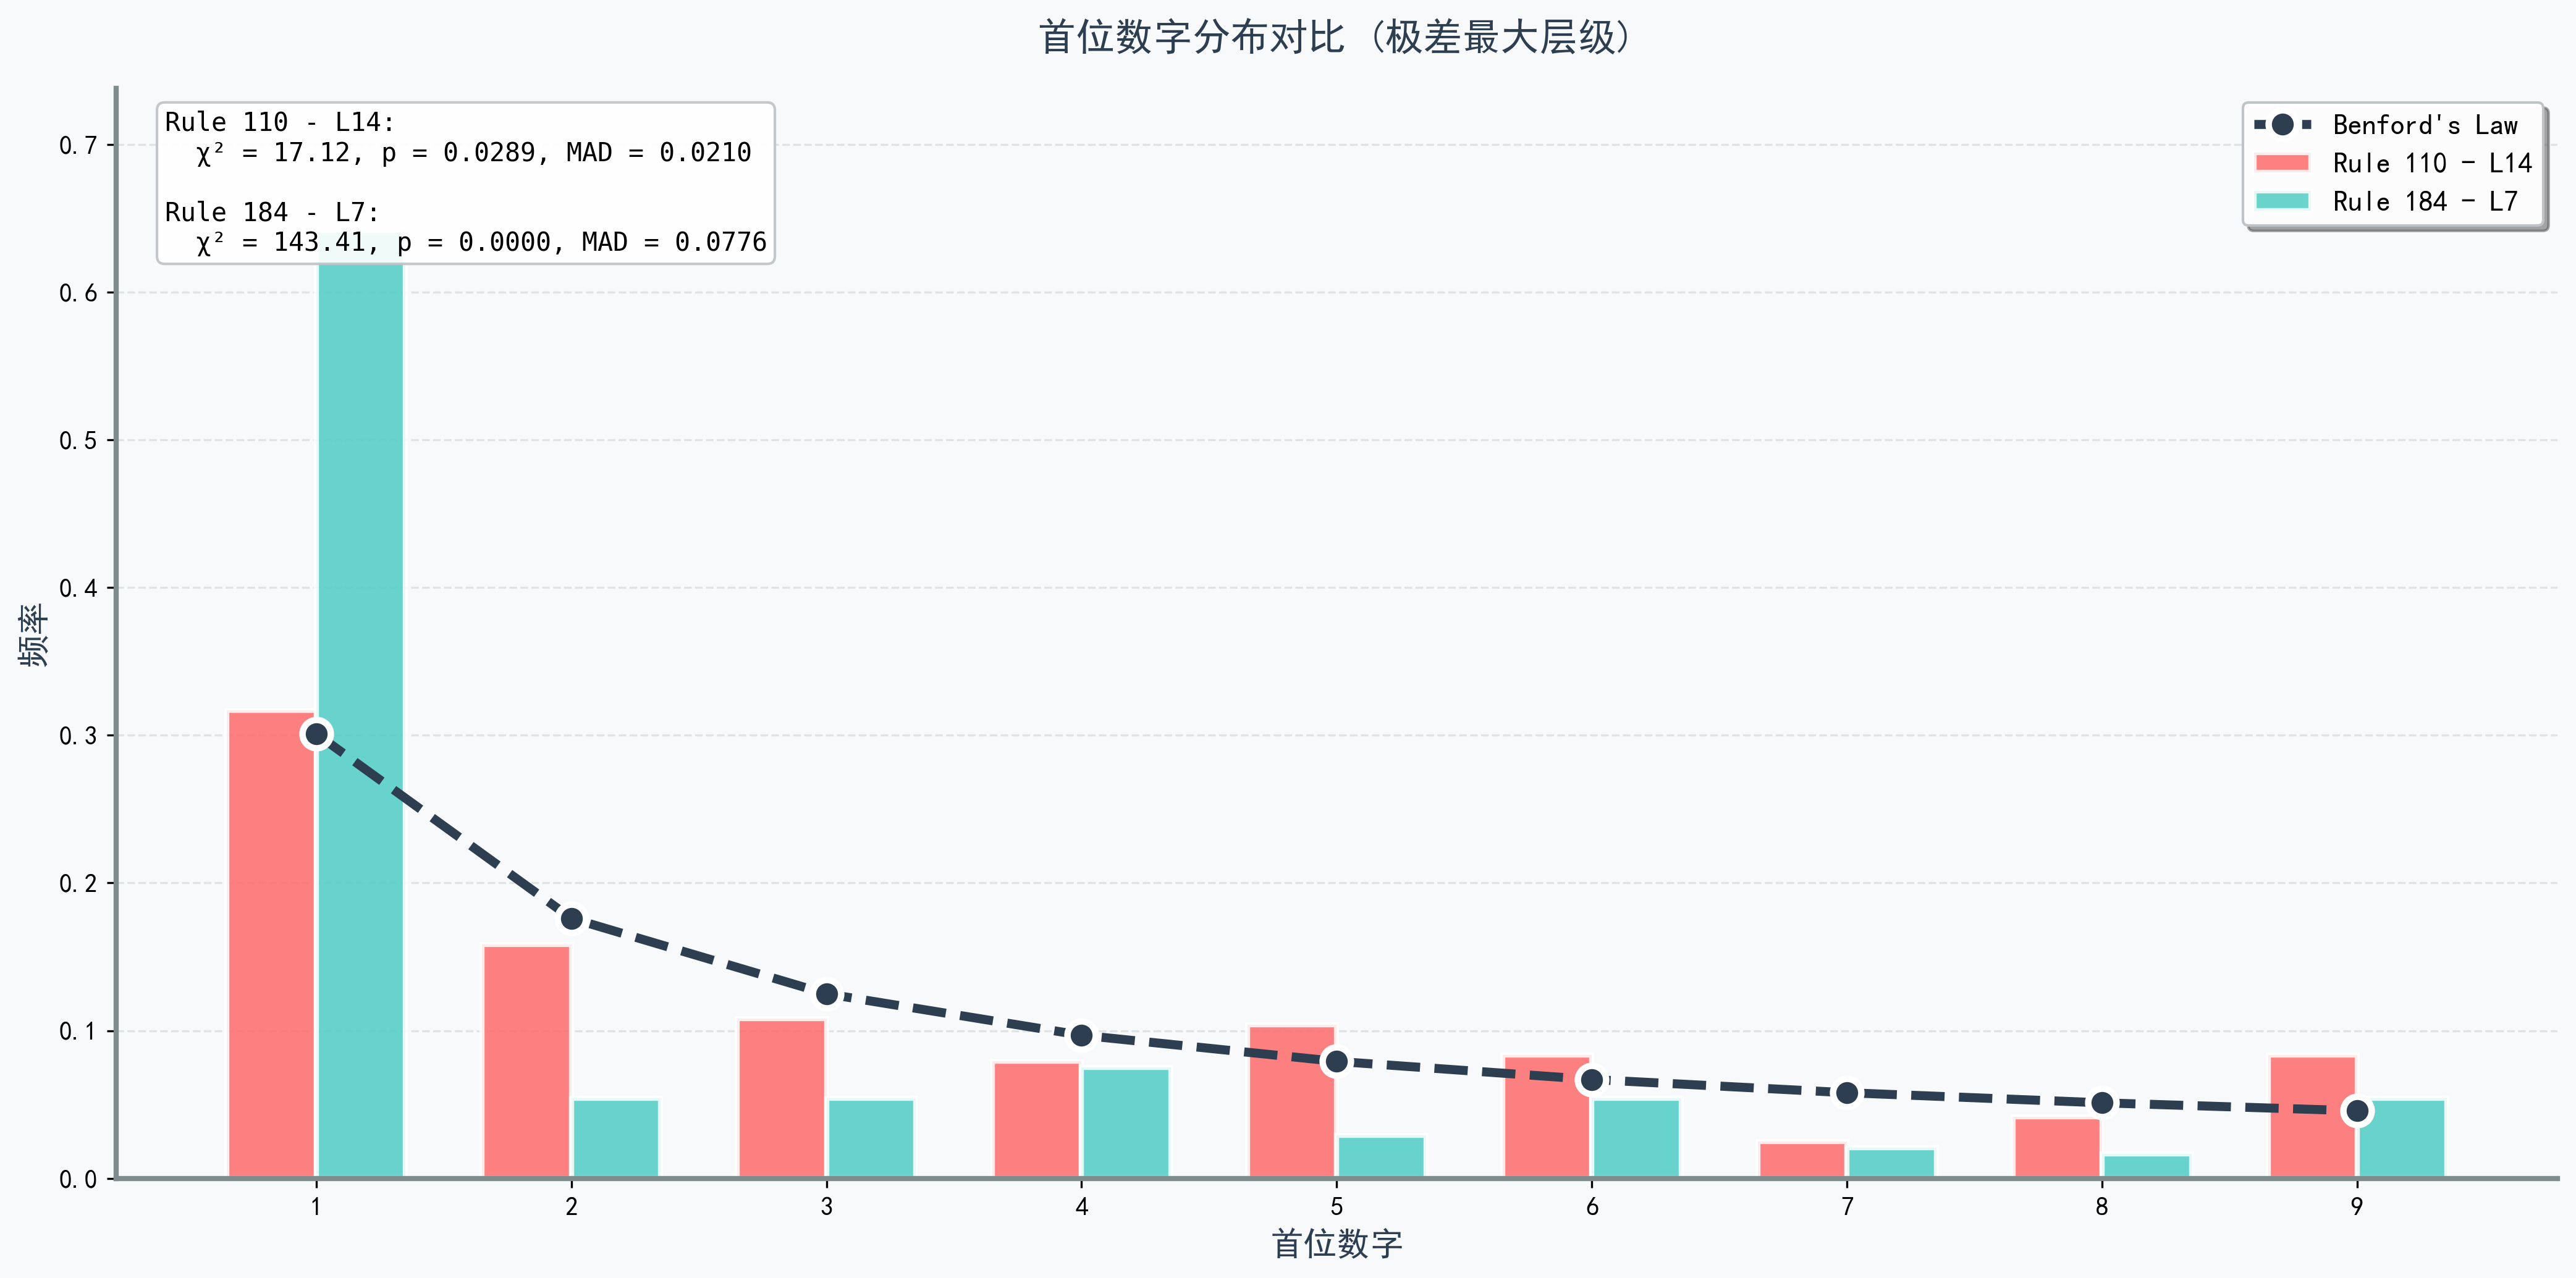 首位数字分布对比 (极差最大层级)
Rule 110 - L14:
χ² = 17.12, p = 0.0289, MAD = 0.0210
Rule 184 - L7:
χ² = 143.41, p = 0.0000, MAD = 0.0776
Benford's Law
Rule 110 - L14
Rule 184 - L7
频率
0.7
0.6
0.5
0.4
0.3
0.2
0.1
0.0
1 2 3 4 5 6 7 8 9
首位数字